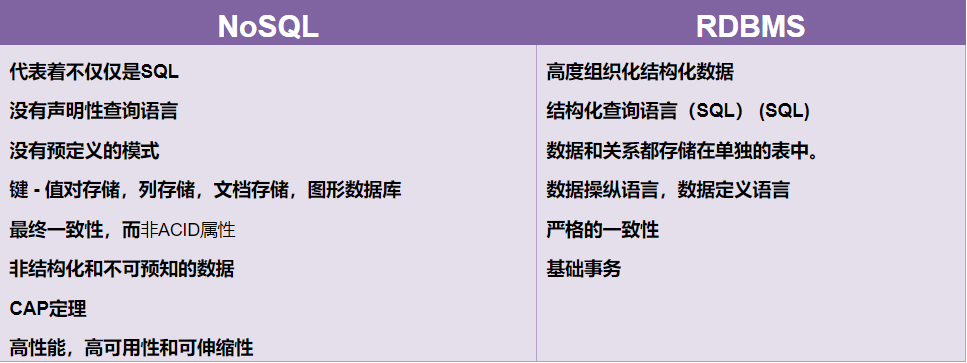 NoSQL
代表着不仅仅是SQL
没有声明性查询语言
没有预定义的模式
键 - 值对存储，列存储，文档存储，图形数据库
最终一致性，而非ACID属性
非结构化和不可预知的数据
CAP定理
高性能，高可用性和可伸缩性
RDBMS
高度组织化结构化数据
结构化查询语言（SQL） (SQL)
数据和关系都存储在单独的表中。
数据操纵语言，数据定义语言
严格的一致性
基础事务